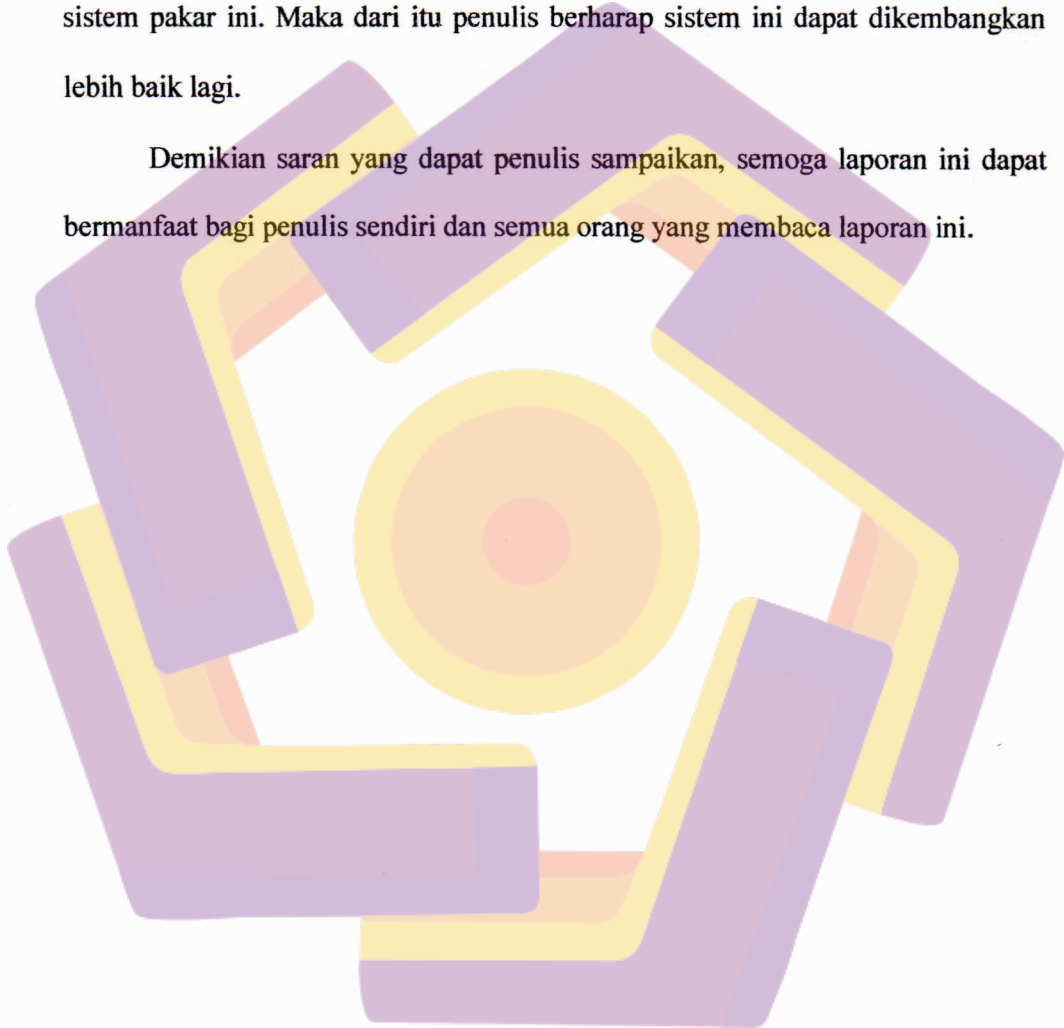 sistem pakar ini. Maka dari itu penulis berharap sistem ini dapat dikembangkan
lebih baik lagi.
Demikian saran yang dapat penulis sampaikan, semoga laporan ini dapat
bermanfaat bagi penulis sendiri dan semua orang yang membaca laporan ini.